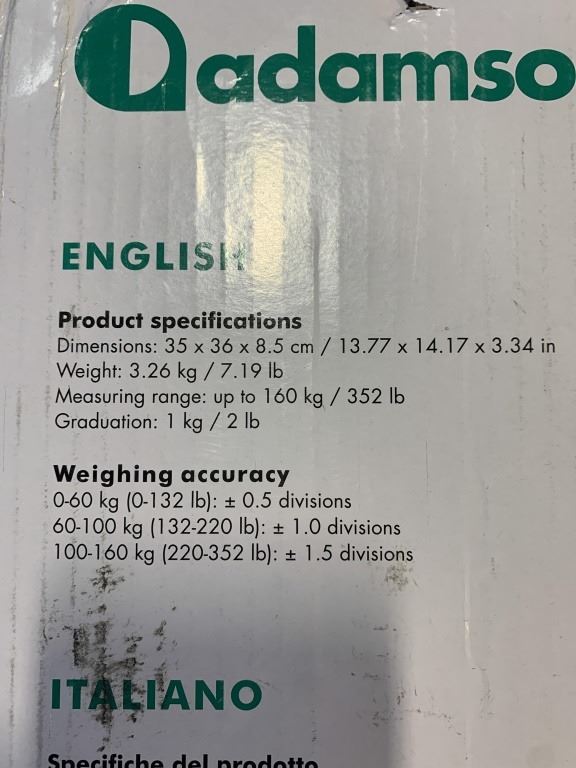 adamso
ENGLISH
Product specifications
Dimensions: 35 x 36 x 8.5 cm / 13.77 x 14.17 x 3.34 in
Weight: 3.26 kg / 7.19 lb
Measuring range: up to 160 kg / 352 lb
Graduation: 1 kg / 2 lb
Weighing accuracy
0-60 kg (0-132 lb): ± 0.5 divisions
60-100 kg (132-220 lb): ± 1.0 divisions
100-160 kg (220-352 lb): ± 1.5 divisions
ITALIANO
Specifiche del prodotto